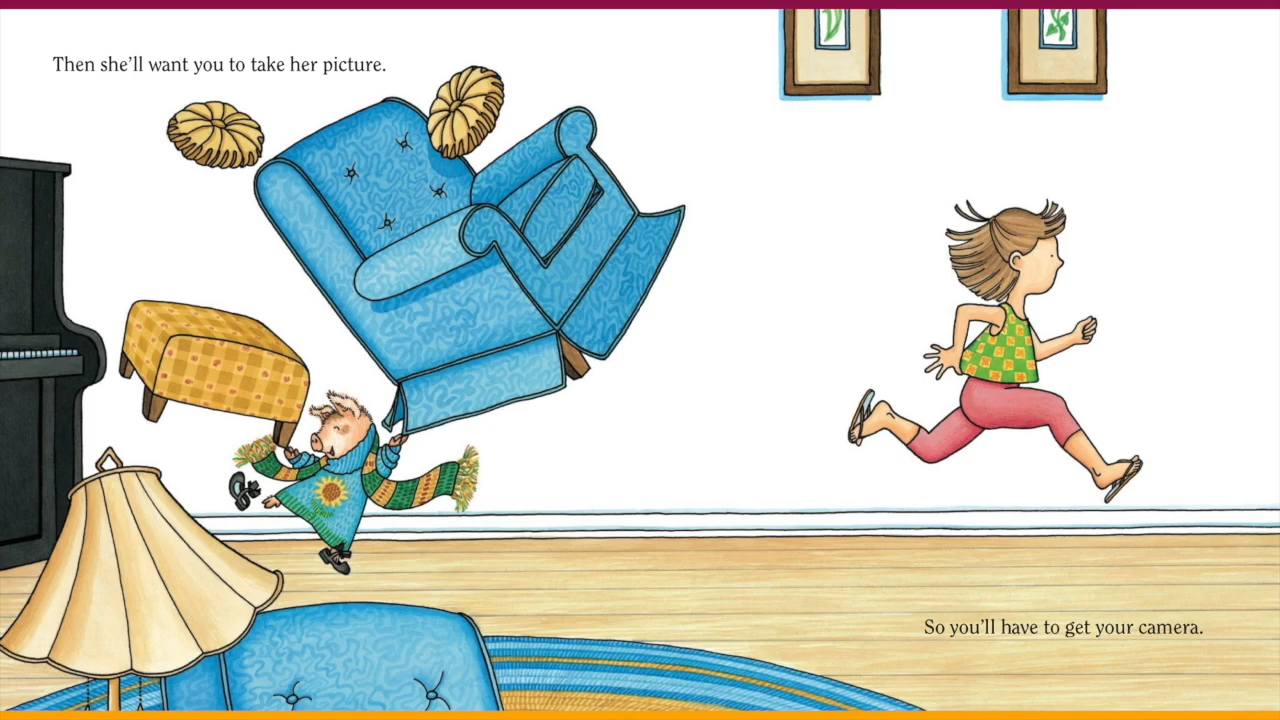 Then she’ll want you to take her picture.
So you’ll have to get your camera.